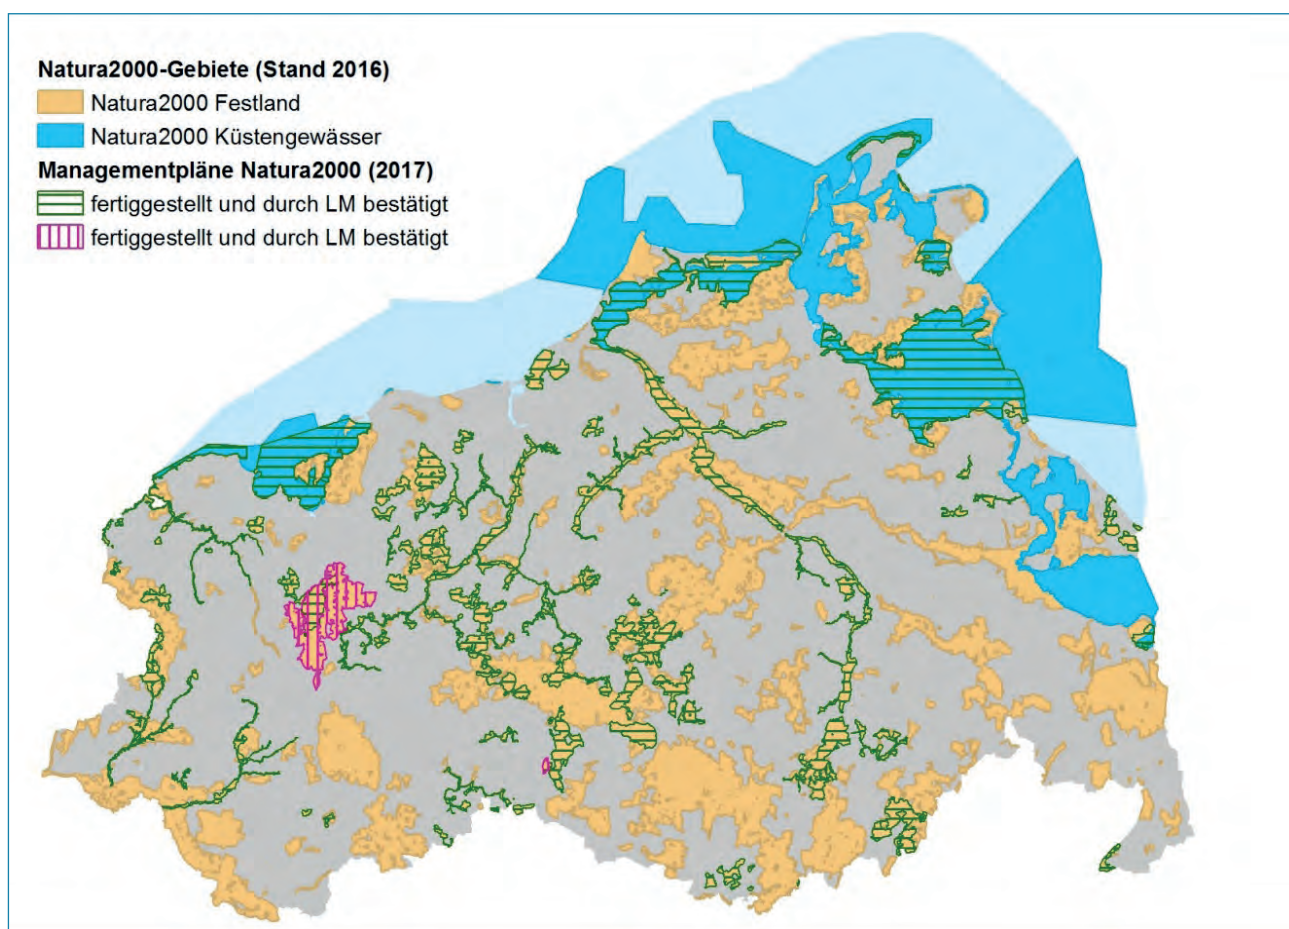 Natura2000-Gebiete (Stand 2016)
Natura2000 Festland
Natura2000 Küstengewässer
Managementpläne Natura2000 (2017)
fertiggestellt und durch LM bestätigt
fertiggestellt und durch LM bestätigt